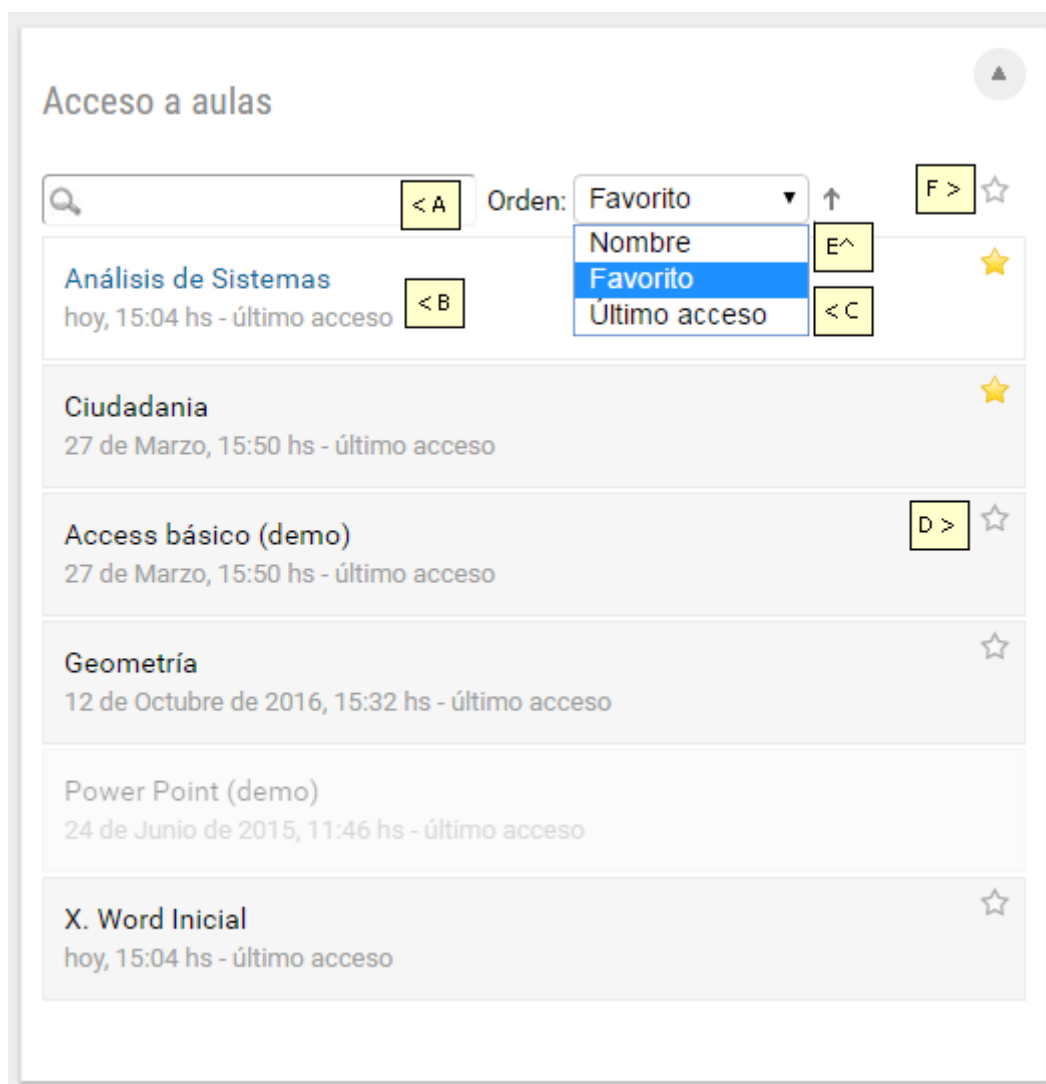 Acceso a aulas
< A Orden: Favorito F >
Nombre E^
Favorito
Último acceso < C
Análisis de Sistemas
hoy, 15:04 hs - último acceso < B
Ciudadania
27 de Marzo, 15:50 hs - último acceso
Access básico (demo) D >
27 de Marzo, 15:50 hs - último acceso
Geometría
12 de Octubre de 2016, 15:32 hs - último acceso
Power Point (demo)
24 de Junio de 2015, 11:46 hs - último acceso
X. Word Inicial
hoy, 15:04 hs - último acceso